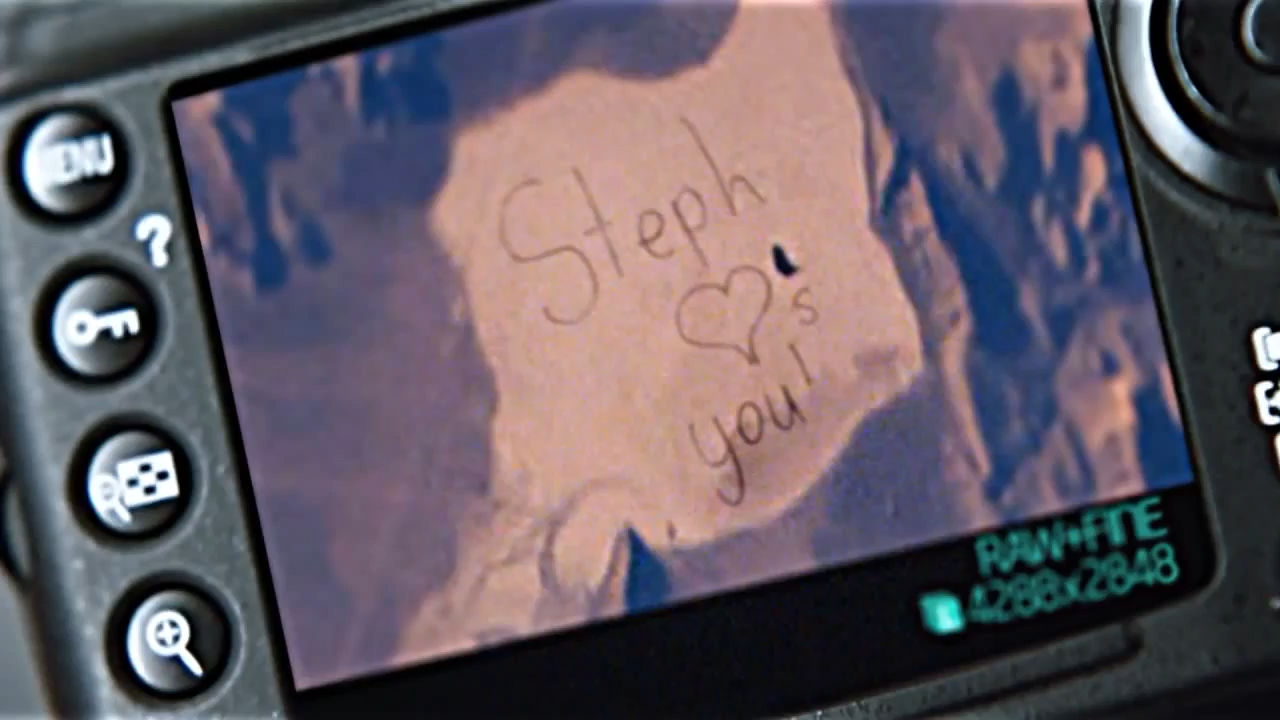 MENU
?
Steph
♡'s
you!
RAW+FINE
4288x2848